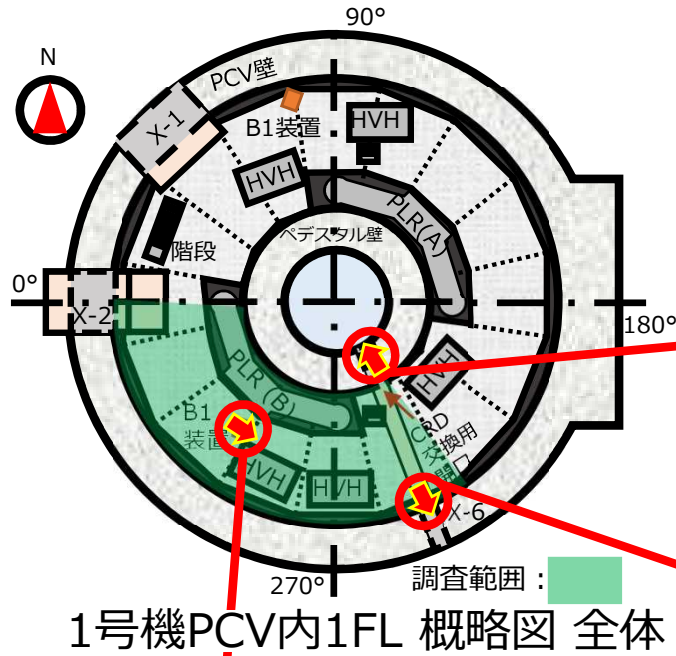 90°
N
PCV壁
X-1
B1装置
HVH
HVH
PLR(A)
階段
ペデスタル壁
0°
X-2
180°
PLR (B)
HVH
B1
装置
CRD
交換用
HVH
HVH
X-6
270°
調査範囲：
1号機PCV内1FL 概略図 全体